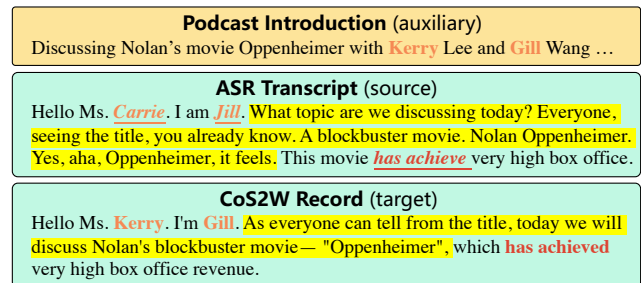 Podcast Introduction (auxiliary)
Discussing Nolan's movie Oppenheimer with Kerry Lee and Gill Wang …
ASR Transcript (source)
Hello Ms. Carrie. I am Jill. What topic are we discussing today? Everyone,
seeing the title, you already know. A blockbuster movie. Nolan Oppenheimer.
Yes, aha, Oppenheimer, it feels. This movie has achieve very high box office.
CoS2W Record (target)
Hello Ms. Kerry. I'm Gill. As everyone can tell from the title, today we will
discuss Nolan's blockbuster movie— "Oppenheimer", which has achieved
very high box office revenue.